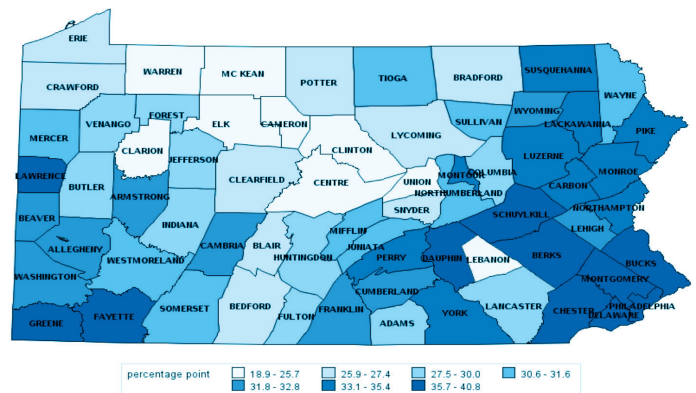 ERIE
WARREN
MC KEAN
POTTER
TIOGA
BRADFORD
SUSQUEHANNA
CRAWFORD
WAYNE
FOREST
WYOMING
VENANGO
ELK
CAMERON
SULLIVAN
LACKAWANNA
MERCER
LYCOMING
PIKE
CLARION
CLINTON
JEFFERSON
LUZERNE
LAWRENCE
CLEARFIELD
CENTRE
UNION
MONTOUR
COLUMBIA
MONROE
BUTLER
CARBON
ARMSTRONG
NORTHUMBERLAND
SNYDER
NORTHAMPTON
BEAVER
SCHUYLKILL
INDIANA
MIFFLIN
LEHIGH
ALLEGHENY
CAMBRIA
BLAIR
JUNIATA
WESTMORELAND
HUNTINGDON
PERRY
DAUPHIN
LEBANON
BERKS
BUCKS
WASHINGTON
MONTGOMERY
CUMBERLAND
BEDFORD
LANCASTER
PHILADELPHIA
SOMERSET
FRANKLIN
YORK
CHESTER
DELAWARE
GREENE
FAYETTE
FULTON
ADAMS
percentage point 18.9 - 25.7 25.9 - 27.4 27.5 - 30.0 30.6 - 31.6
31.8 - 32.8 33.1 - 35.4 35.7 - 40.8